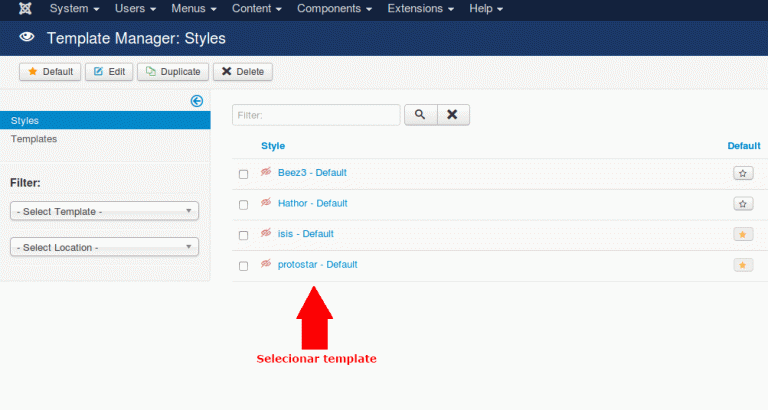 System Users Menus Content Components Extensions Help
Template Manager: Styles
Default Edit Duplicate Delete
Styles
Templates
Filter:
- Select Template -
- Select Location -
Filter:
Style Default
Beez3 - Default
Hathor - Default
isis - Default
protostar - Default
Selecionar template